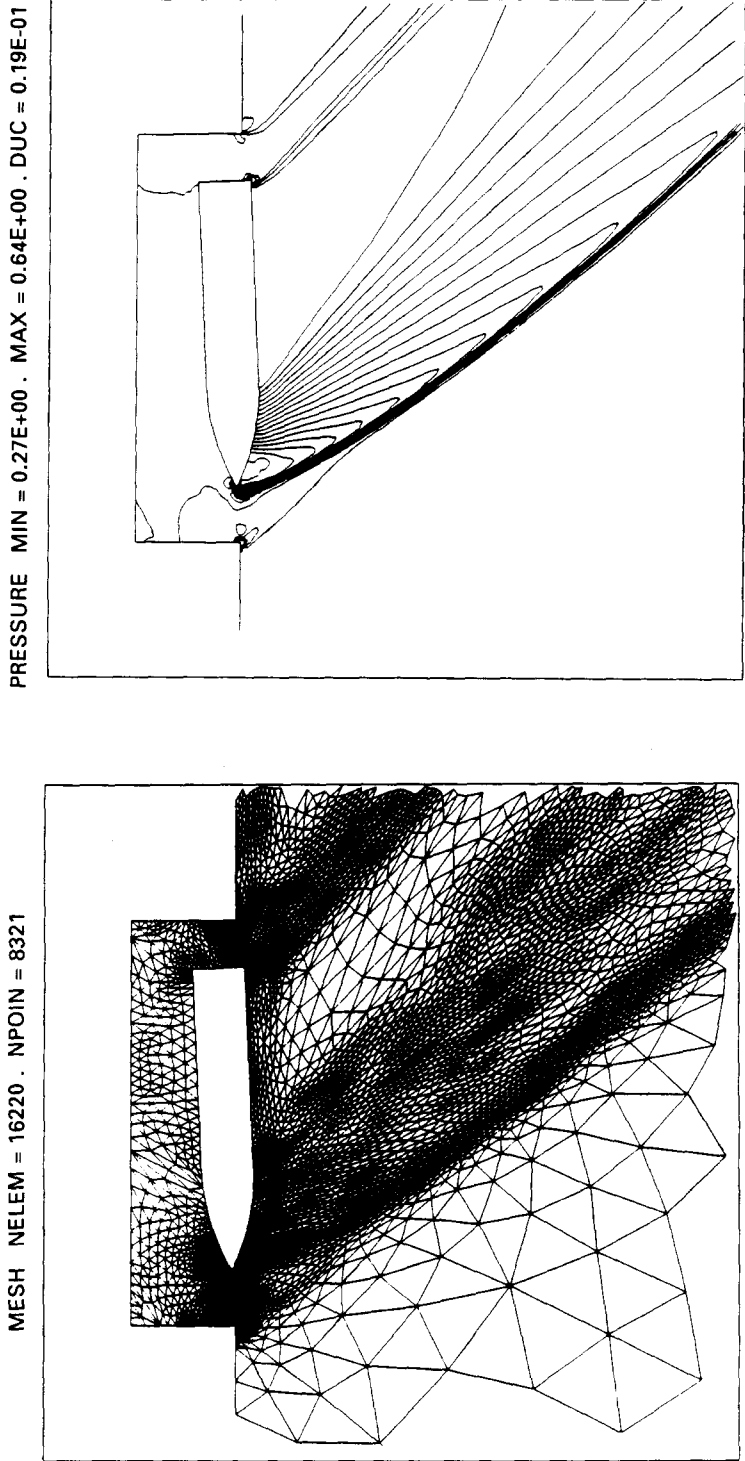 PRESSURE MIN = 0.27E+00 . MAX = 0.64E+00 . DUC = 0.19E-01
MESH NELEM = 16220 . NPOIN = 8321